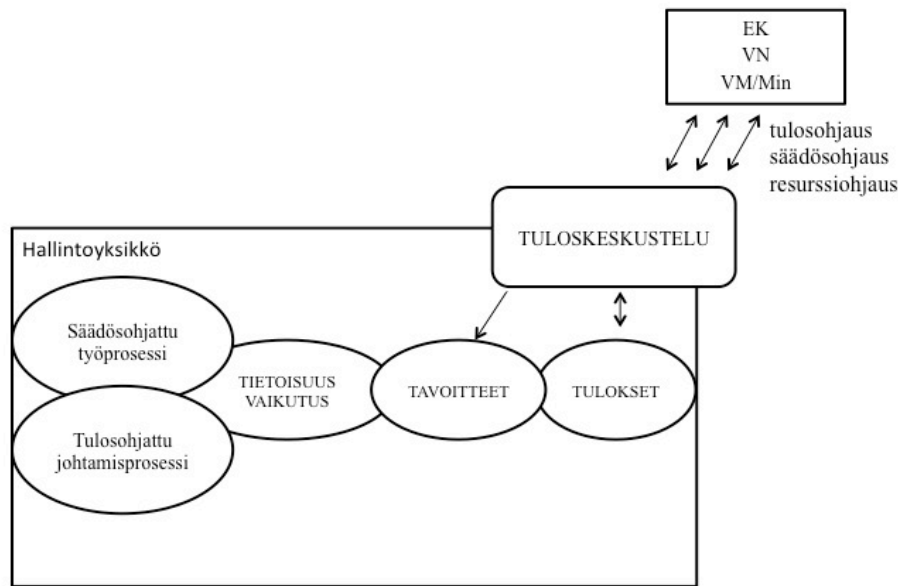 EK
VN
VM/Min
tulosohjaus
säädösohjaus
resurssiohjaus
TULOSKESKUSTELU
Hallintoyksikkö
Säädösohjattu
työprosessi
TIETOISUUS
VAIKUTUS
TAVOITTEET
TULOKSET
Tulosohjattu
johtamisprosessi